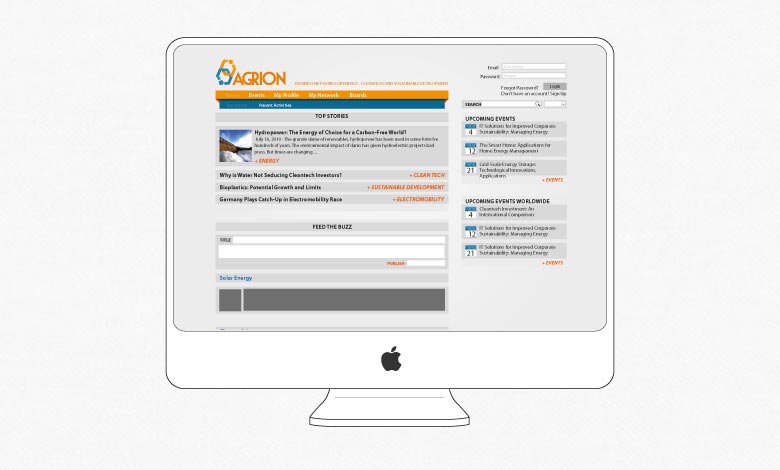 AGRION
BUSINESS NETWORK FOR ENERGY, CLEANTECH AND SUSTAINABLE DEVELOPMENT
Email
Password
Forgot Password? Login
Don't have an account? Sign Up
Home Events My Profile My Network Boards
Top Stories Recent Activities
SEARCH
TOP STORIES
Hydropower- The Energy of Choice for a Carbon-Free World?
July 16, 2010 - The grande dame of renewables, hydropower has been used in some form for
hundreds of years. The environmental impact of dams has given hydroelectric projects bad
press. But times are changing....
+ ENERGY
Why is Water Not Seducing Cleantech Investors? + CLEAN TECH
Bioplastics: Potential Growth and Limits + SUSTAINABLE DEVELOPMENT
Germany Plays Catch-Up in Electromobility Race + ELECTROMOBILITY
FEED THE BUZZ
TITLE
PUBLISH
Solar Energy
UPCOMING EVENTS
4 IT Solutions for Improved Corporate
Sustainability: Managing Energy
12 The Smart Home: Applications for
Home Energy Management
21 Grid-Scale Energy Storage:
Technological Innovations,
Applications
+ EVENTS
UPCOMING EVENTS WORLDWIDE
4 Cleantech Investment: An
International Comparison
12 IT Solutions for Improved Corporate
Sustainability: Managing Energy
21 IT Solutions for Improved Corporate
Sustainability: Managing Energy
+ EVENTS